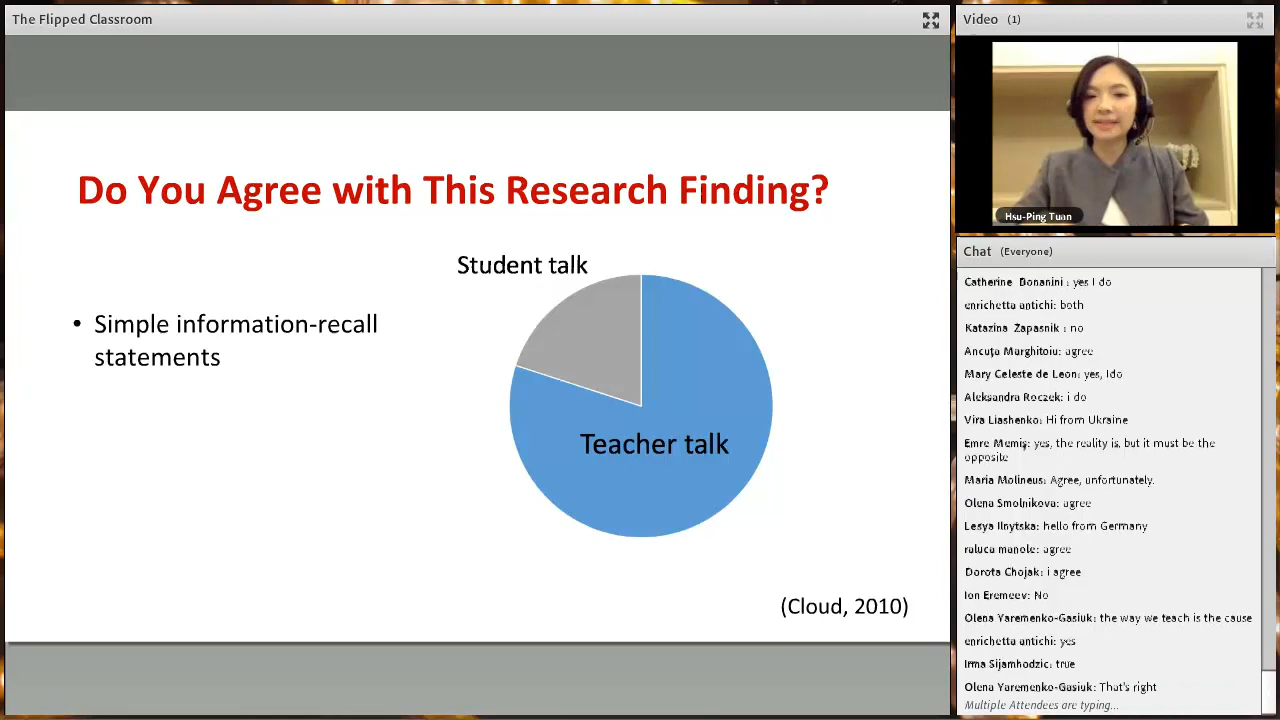 The Flipped Classroom
Do You Agree with This Research Finding?
Student talk
• Simple information-recall
statements
Teacher talk
(Cloud, 2010)
Video (1)
Hsu-Ping Tuan
Chat (Everyone)
Catherine Bonanini : yes I do
enrichetta antichi: both
Katazina Zapasnik : no
Ancuța Marghitoiu: agree
Mary Celeste de Leon: yes, Ido
Aleksandra Roczek: i do
Vira Liashenko: Hi from Ukraine
Emre Memiş: yes, the reality is, but it must be the
opposite
Maria Molineus: Agree, unfortunately.
Olena Smolnikova: agree
Lesya Ilnytska: hello from Germany
raluca manole: agree
Dorota Chojak: i agree
Ion Eremeev: No
Olena Yaremenko-Gasiuk: the way we teach is the cause
enrichetta antichi: yes
Irma Sijamhodzic: true
Olena Yaremenko-Gasiuk: That's right
Multiple Attendees are typing...